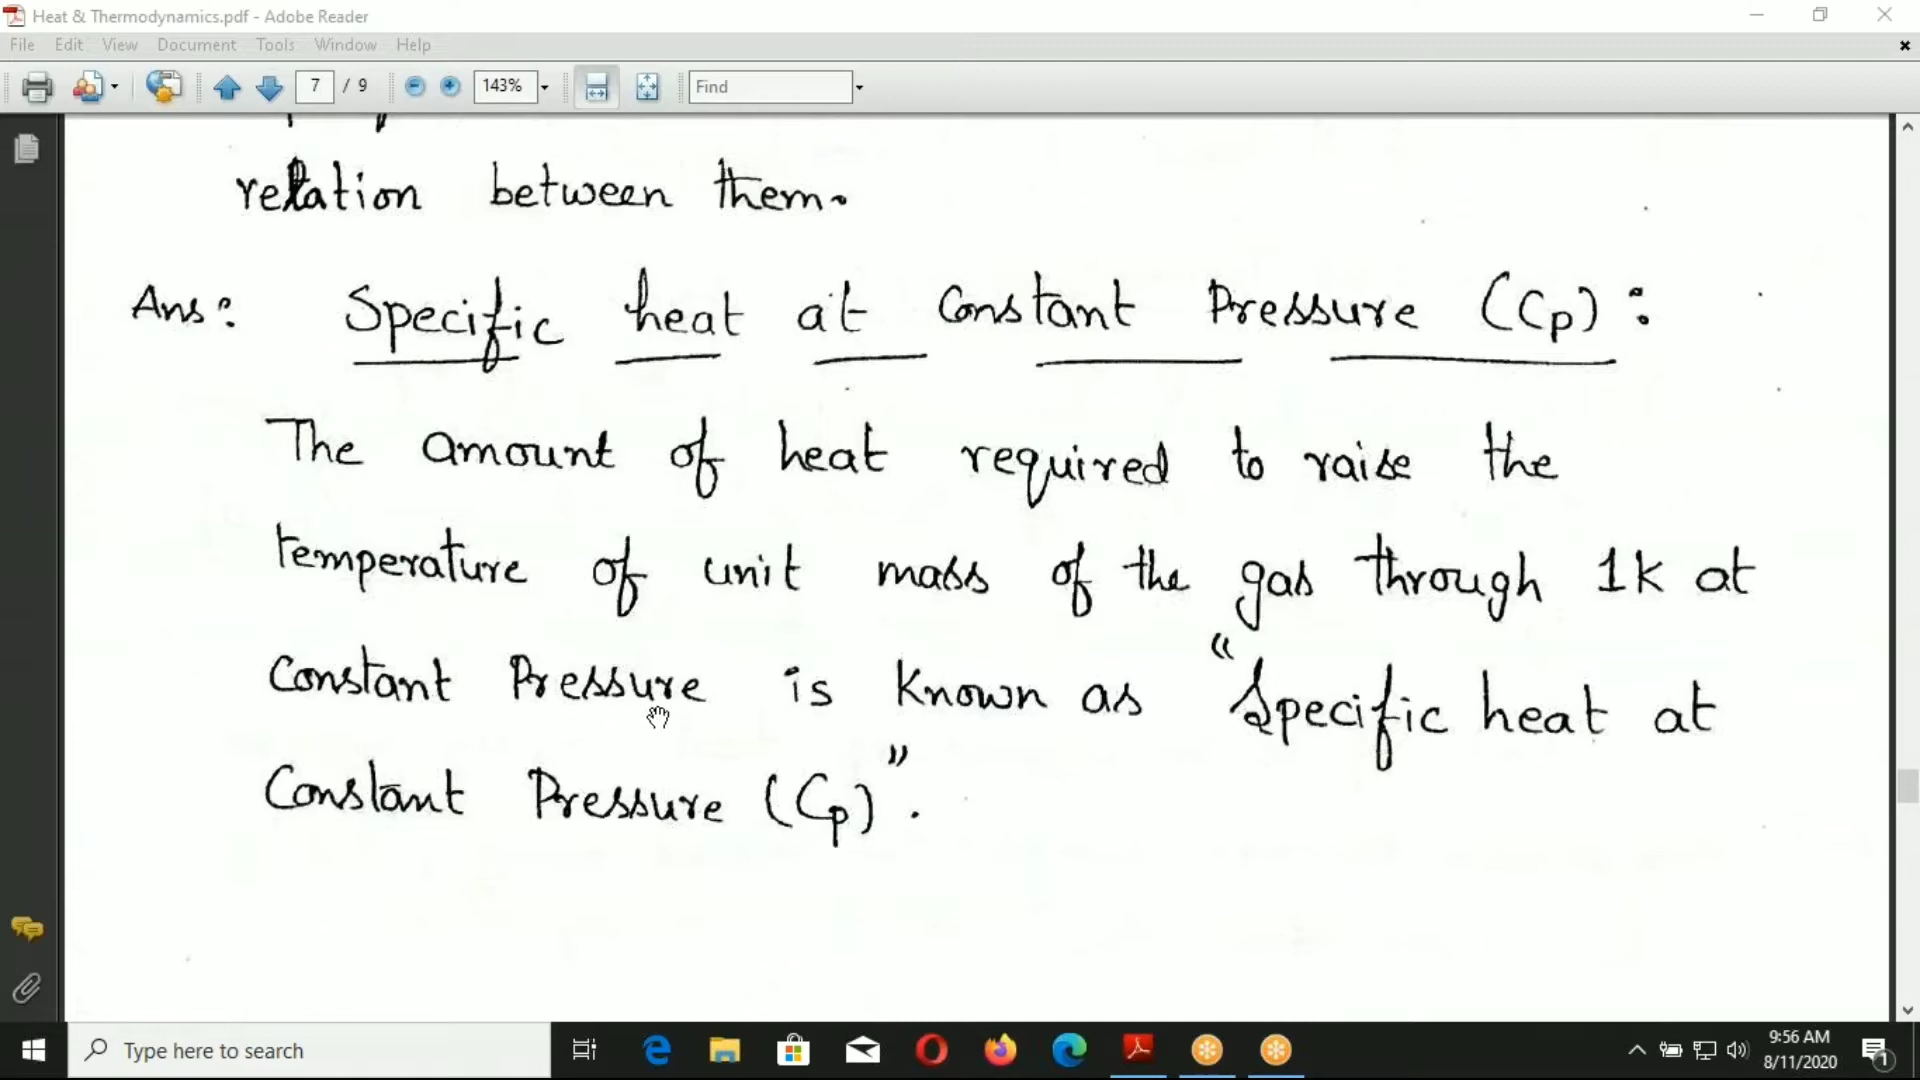 Heat & Thermodynamics.pdf - Adobe Reader
File Edit View Document Tools Window Help
7 / 9 143% Find
relation between them.
Ans: Specific heat at Constant Pressure (Cp):
The amount of heat required to raise the
temperature of unit mass of the gas through 1k at
Constant Pressure is known as "Specific heat at
Constant Pressure (Cp)".
Type here to search
9:56 AM
8/11/2020
1